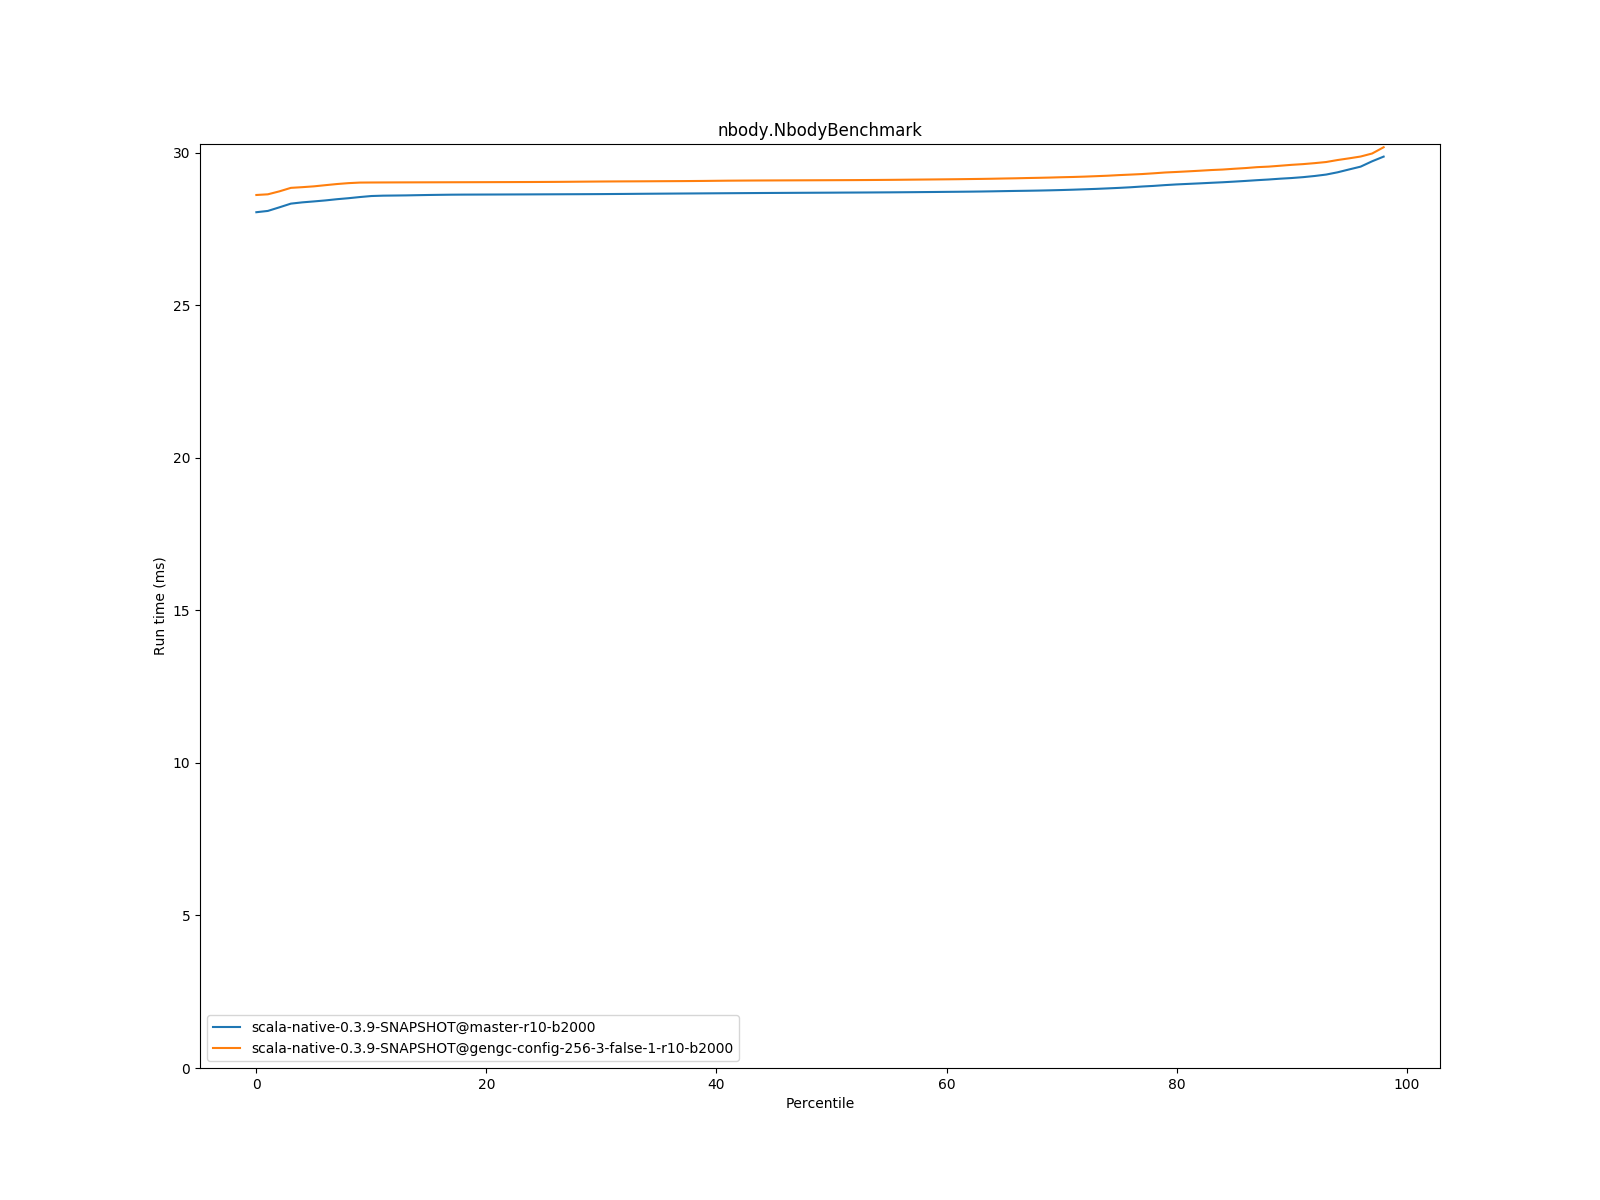 nbody.NbodyBenchmark
30
25
20
15
10
5
0
Run time (ms)
scala-native-0.3.9-SNAPSHOT@master-r10-b2000
scala-native-0.3.9-SNAPSHOT@gengc-config-256-3-false-1-r10-b2000
0 20 40 60 80 100
Percentile